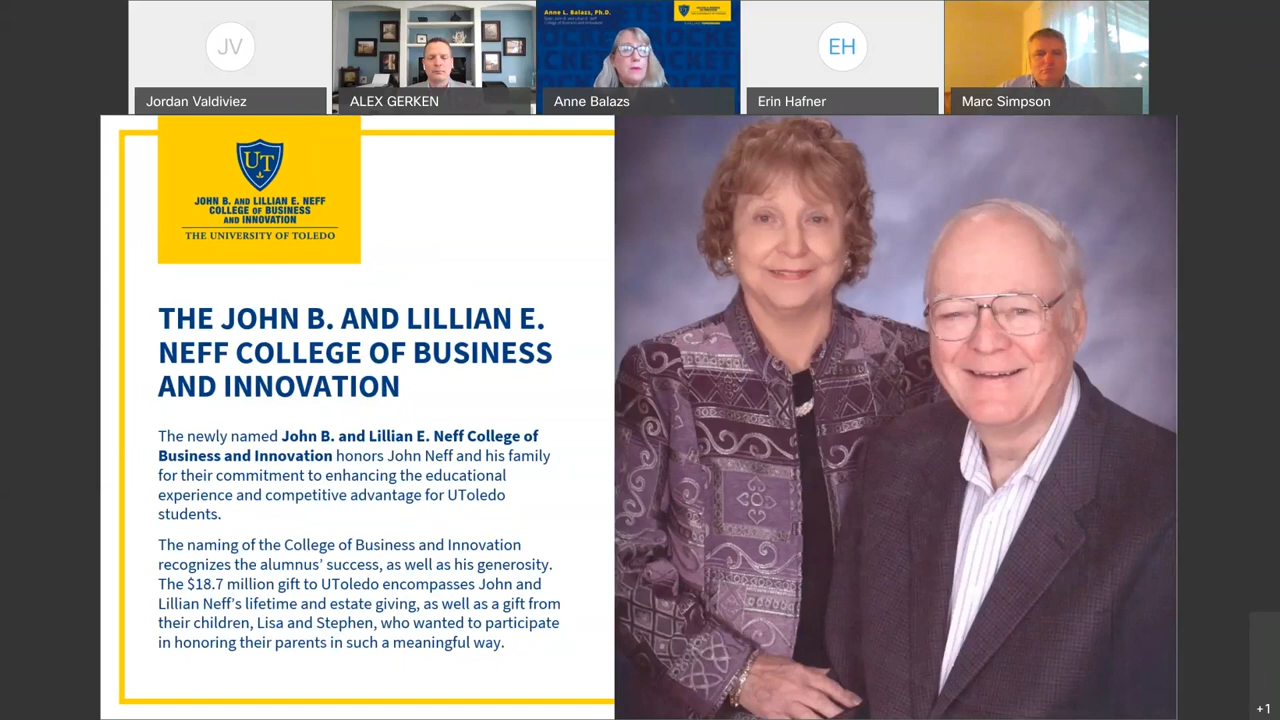 JV
Jordan Valdiviez
ALEX GERKEN
Anne L. Balazs, Ph.D.
Anne Balazs
EH
Erin Hafner
Marc Simpson
UT
JOHN B. AND LILLIAN E. NEFF
COLLEGE OF BUSINESS
AND INNOVATION
THE UNIVERSITY OF TOLEDO
THE JOHN B. AND LILLIAN E.
NEFF COLLEGE OF BUSINESS
AND INNOVATION
The newly named John B. and Lillian E. Neff College of
Business and Innovation honors John Neff and his family
for their commitment to enhancing the educational
experience and competitive advantage for UToledo
students.
The naming of the College of Business and Innovation
recognizes the alumnus’ success, as well as his generosity.
The $18.7 million gift to UToledo encompasses John and
Lillian Neff’s lifetime and estate giving, as well as a gift from
their children, Lisa and Stephen, who wanted to participate
in honoring their parents in such a meaningful way.
+1